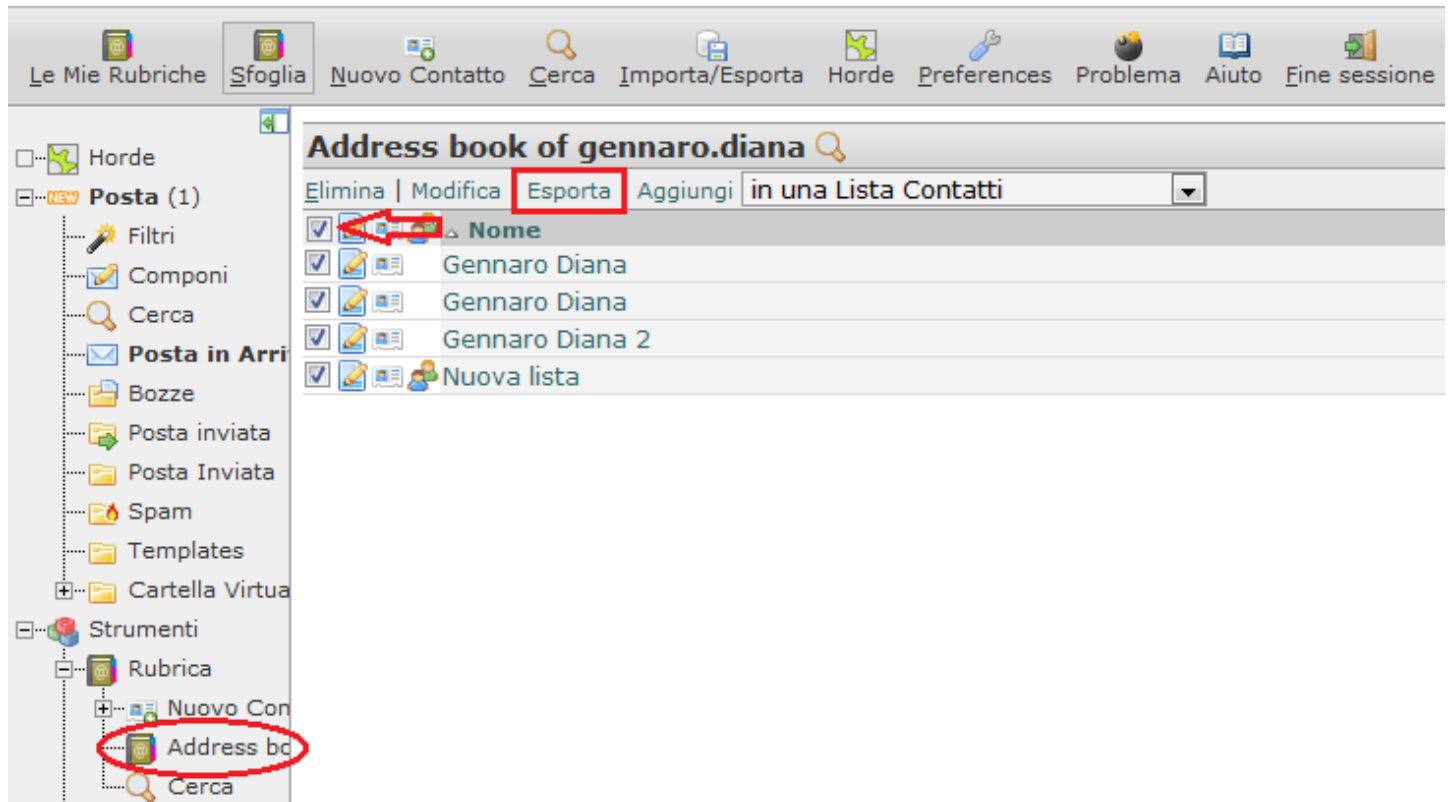 Le Mie Rubriche Sfoglia Nuovo Contatto Cerca Importa/Esporta Horde Preferences Problema Aiuto Fine sessione
Horde
NEW Posta (1)
Filtri
Componi
Cerca
Posta in Arri
Bozze
Posta inviata
Posta Inviata
Spam
Templates
Cartella Virtua
Strumenti
Rubrica
Nuovo Con
Address bo
Cerca
Address book of gennaro.diana
Elimina | Modifica Esporta Aggiungi in una Lista Contatti
Nome
Gennaro Diana
Gennaro Diana
Gennaro Diana 2
Nuova lista